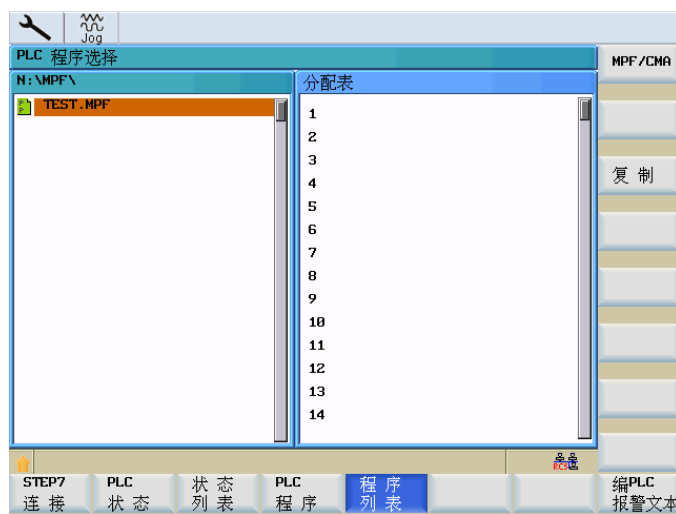 Jog
PLC 程序选择
MPF/CMA
N:\MPF\
分配表
TEST.MPF
1
2
3
复制
4
5
6
7
8
9
10
11
12
13
14
RCS
STEP7
连接
PLC
状态
状态
列表
PLC
程序
程序
列表
编PLC
报警文本